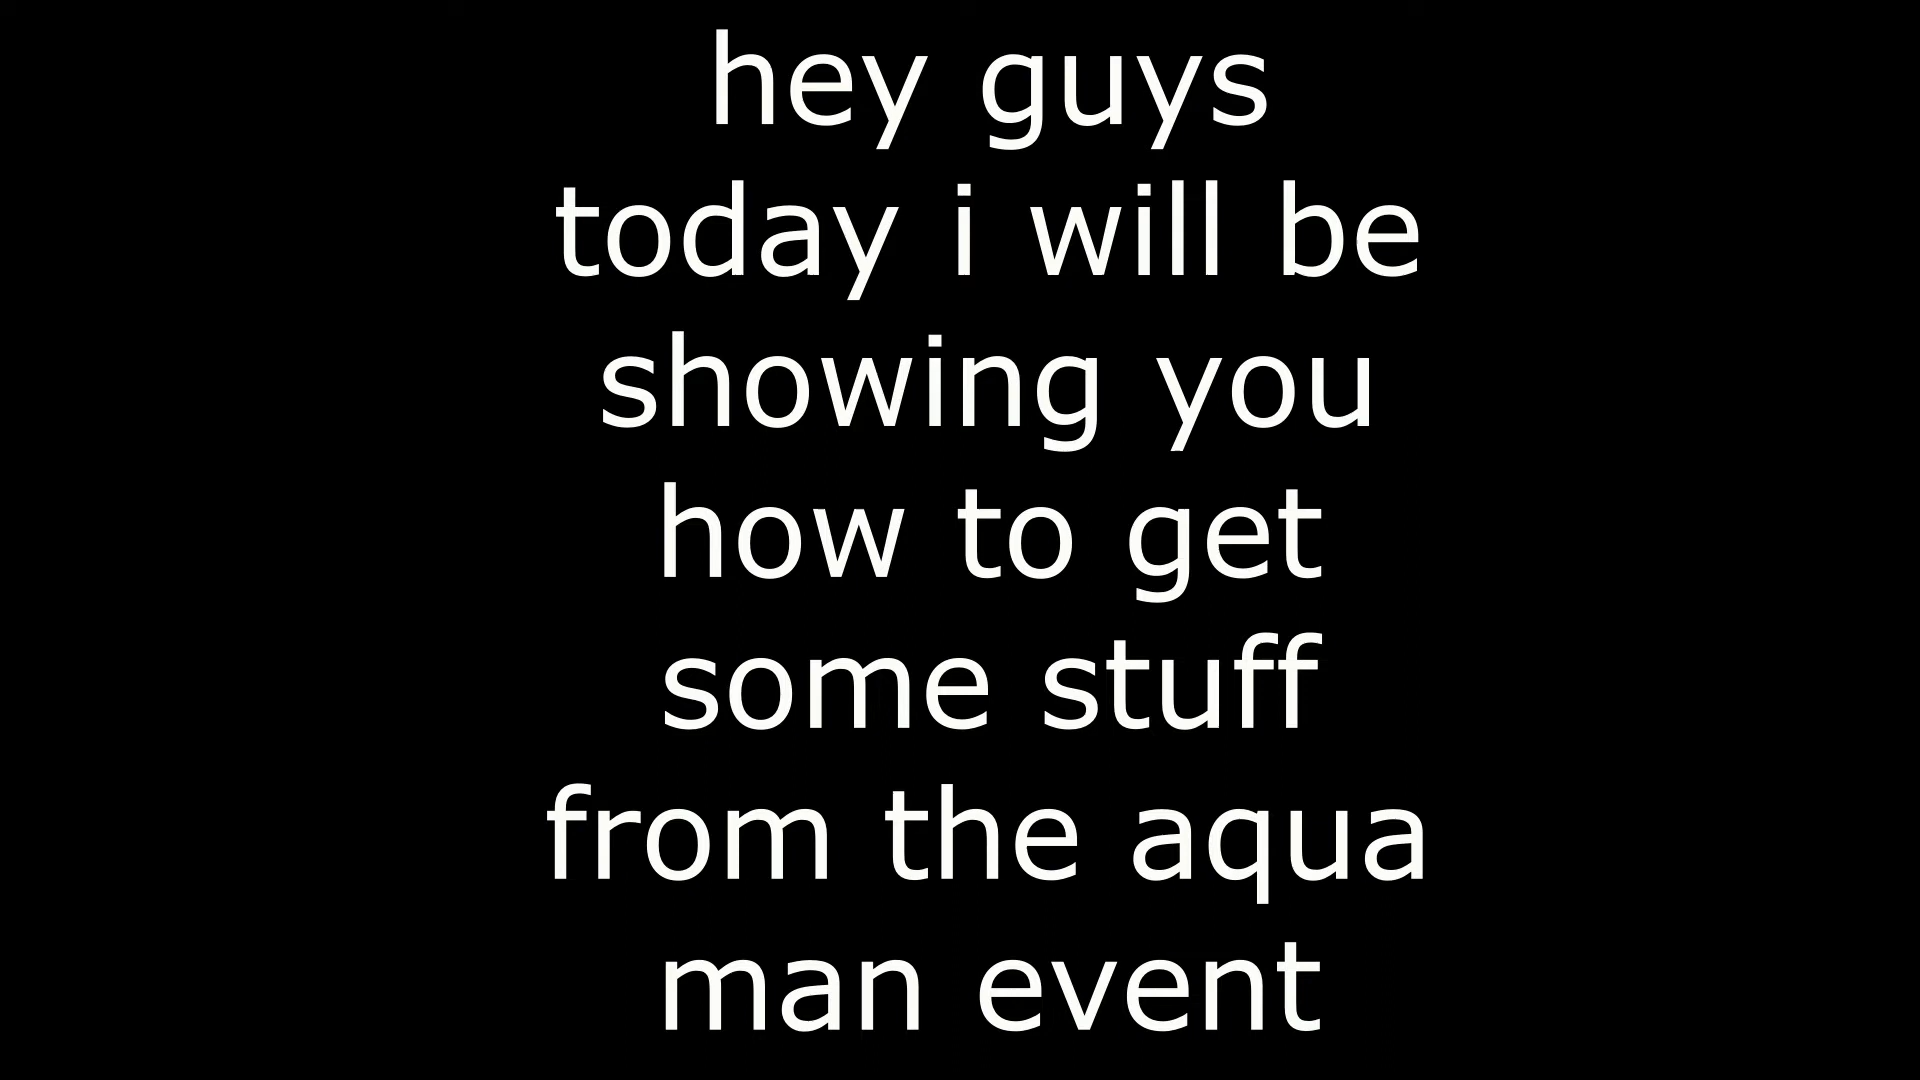 hey guys
today i will be
showing you
how to get
some stuff
from the aqua
man event